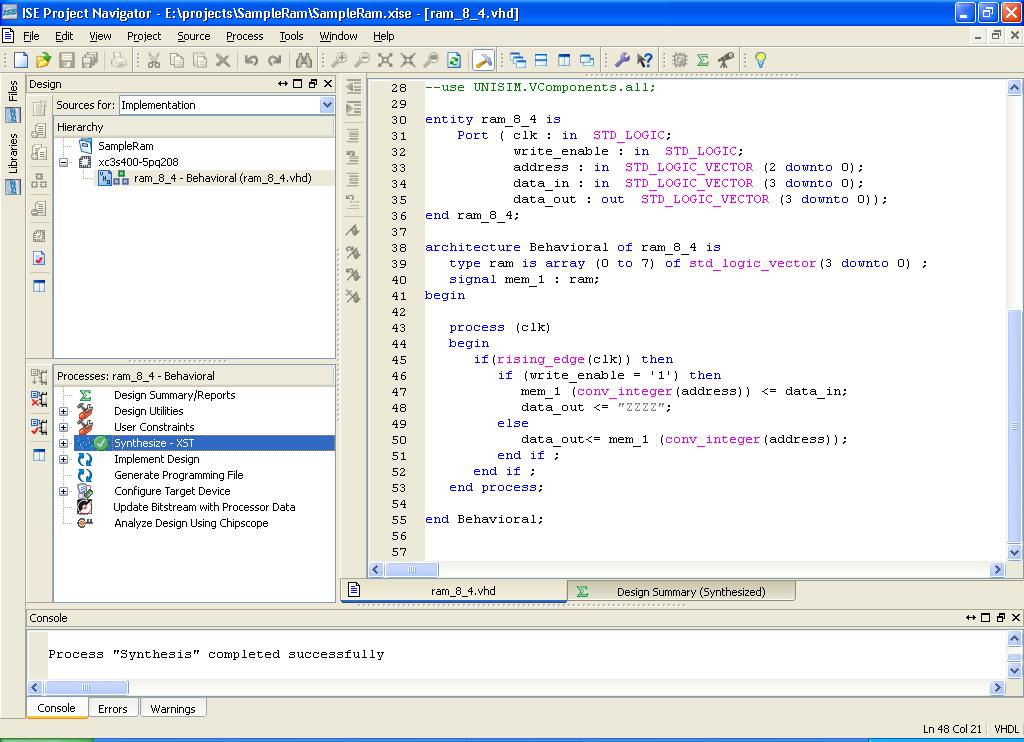 ISE Project Navigator - E:\projects\SampleRam\SampleRam.xise - [ram_8_4.vhd]
File Edit View Project Source Process Tools Window Help
Files
Libraries
Design
Sources for: Implementation
Hierarchy
SampleRam
xc3s400-5pq208
ram_8_4 - Behavioral (ram_8_4.vhd)
Processes: ram_8_4 - Behavioral
Design Summary/Reports
Design Utilities
User Constraints
Synthesize - XST
Implement Design
Generate Programming File
Configure Target Device
Update Bitstream with Processor Data
Analyze Design Using Chipscope
28 --use UNISIM.VComponents.all;
29
30 entity ram_8_4 is
31     Port ( clk : in  STD_LOGIC;
32            write_enable : in  STD_LOGIC;
33            address : in  STD_LOGIC_VECTOR (2 downto 0);
34            data_in : in  STD_LOGIC_VECTOR (3 downto 0);
35            data_out : out  STD_LOGIC_VECTOR (3 downto 0));
36 end ram_8_4;
37
38 architecture Behavioral of ram_8_4 is
39    type ram is array (0 to 7) of std_logic_vector(3 downto 0) ;
40    signal mem_1 : ram;
41 begin
42
43    process (clk)
44    begin
45       if(rising_edge(clk)) then
46          if (write_enable = '1') then
47             mem_1 (conv_integer(address)) <= data_in;
48             data_out <= "ZZZZ";
49          else
50             data_out<= mem_1 (conv_integer(address));
51          end if ;
52       end if ;
53    end process;
54
55 end Behavioral;
56
57
ram_8_4.vhd
Design Summary (Synthesized)
Console
Process "Synthesis" completed successfully
Console Errors Warnings
Ln 48 Col 21 VHDL